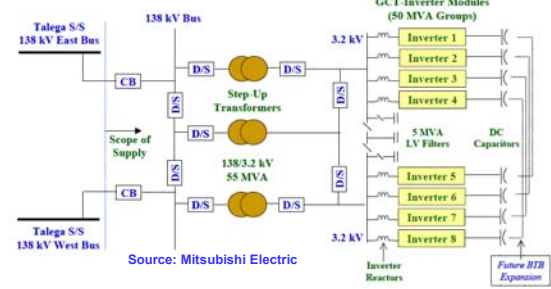 GCT-Inverter Modules
(50 MVA Groups)
Talega S/S
138 kV East Bus
138 kV Bus
3.2 kV
Inverter 1
Inverter 2
Inverter 3
Inverter 4
CB
D/S
D/S
D/S
D/S
Step-Up
Transformers
D/S
Scope of
Supply
5 MVA
LV Filters
DC
Capacitors
138/3.2 kV
55 MVA
D/S
D/S
CB
D/S
D/S
Inverter 5
Inverter 6
Inverter 7
Inverter 8
Talega S/S
138 kV West Bus
3.2 kV
Source: Mitsubishi Electric
Inverter
Reactors
Future BTB
Expansion